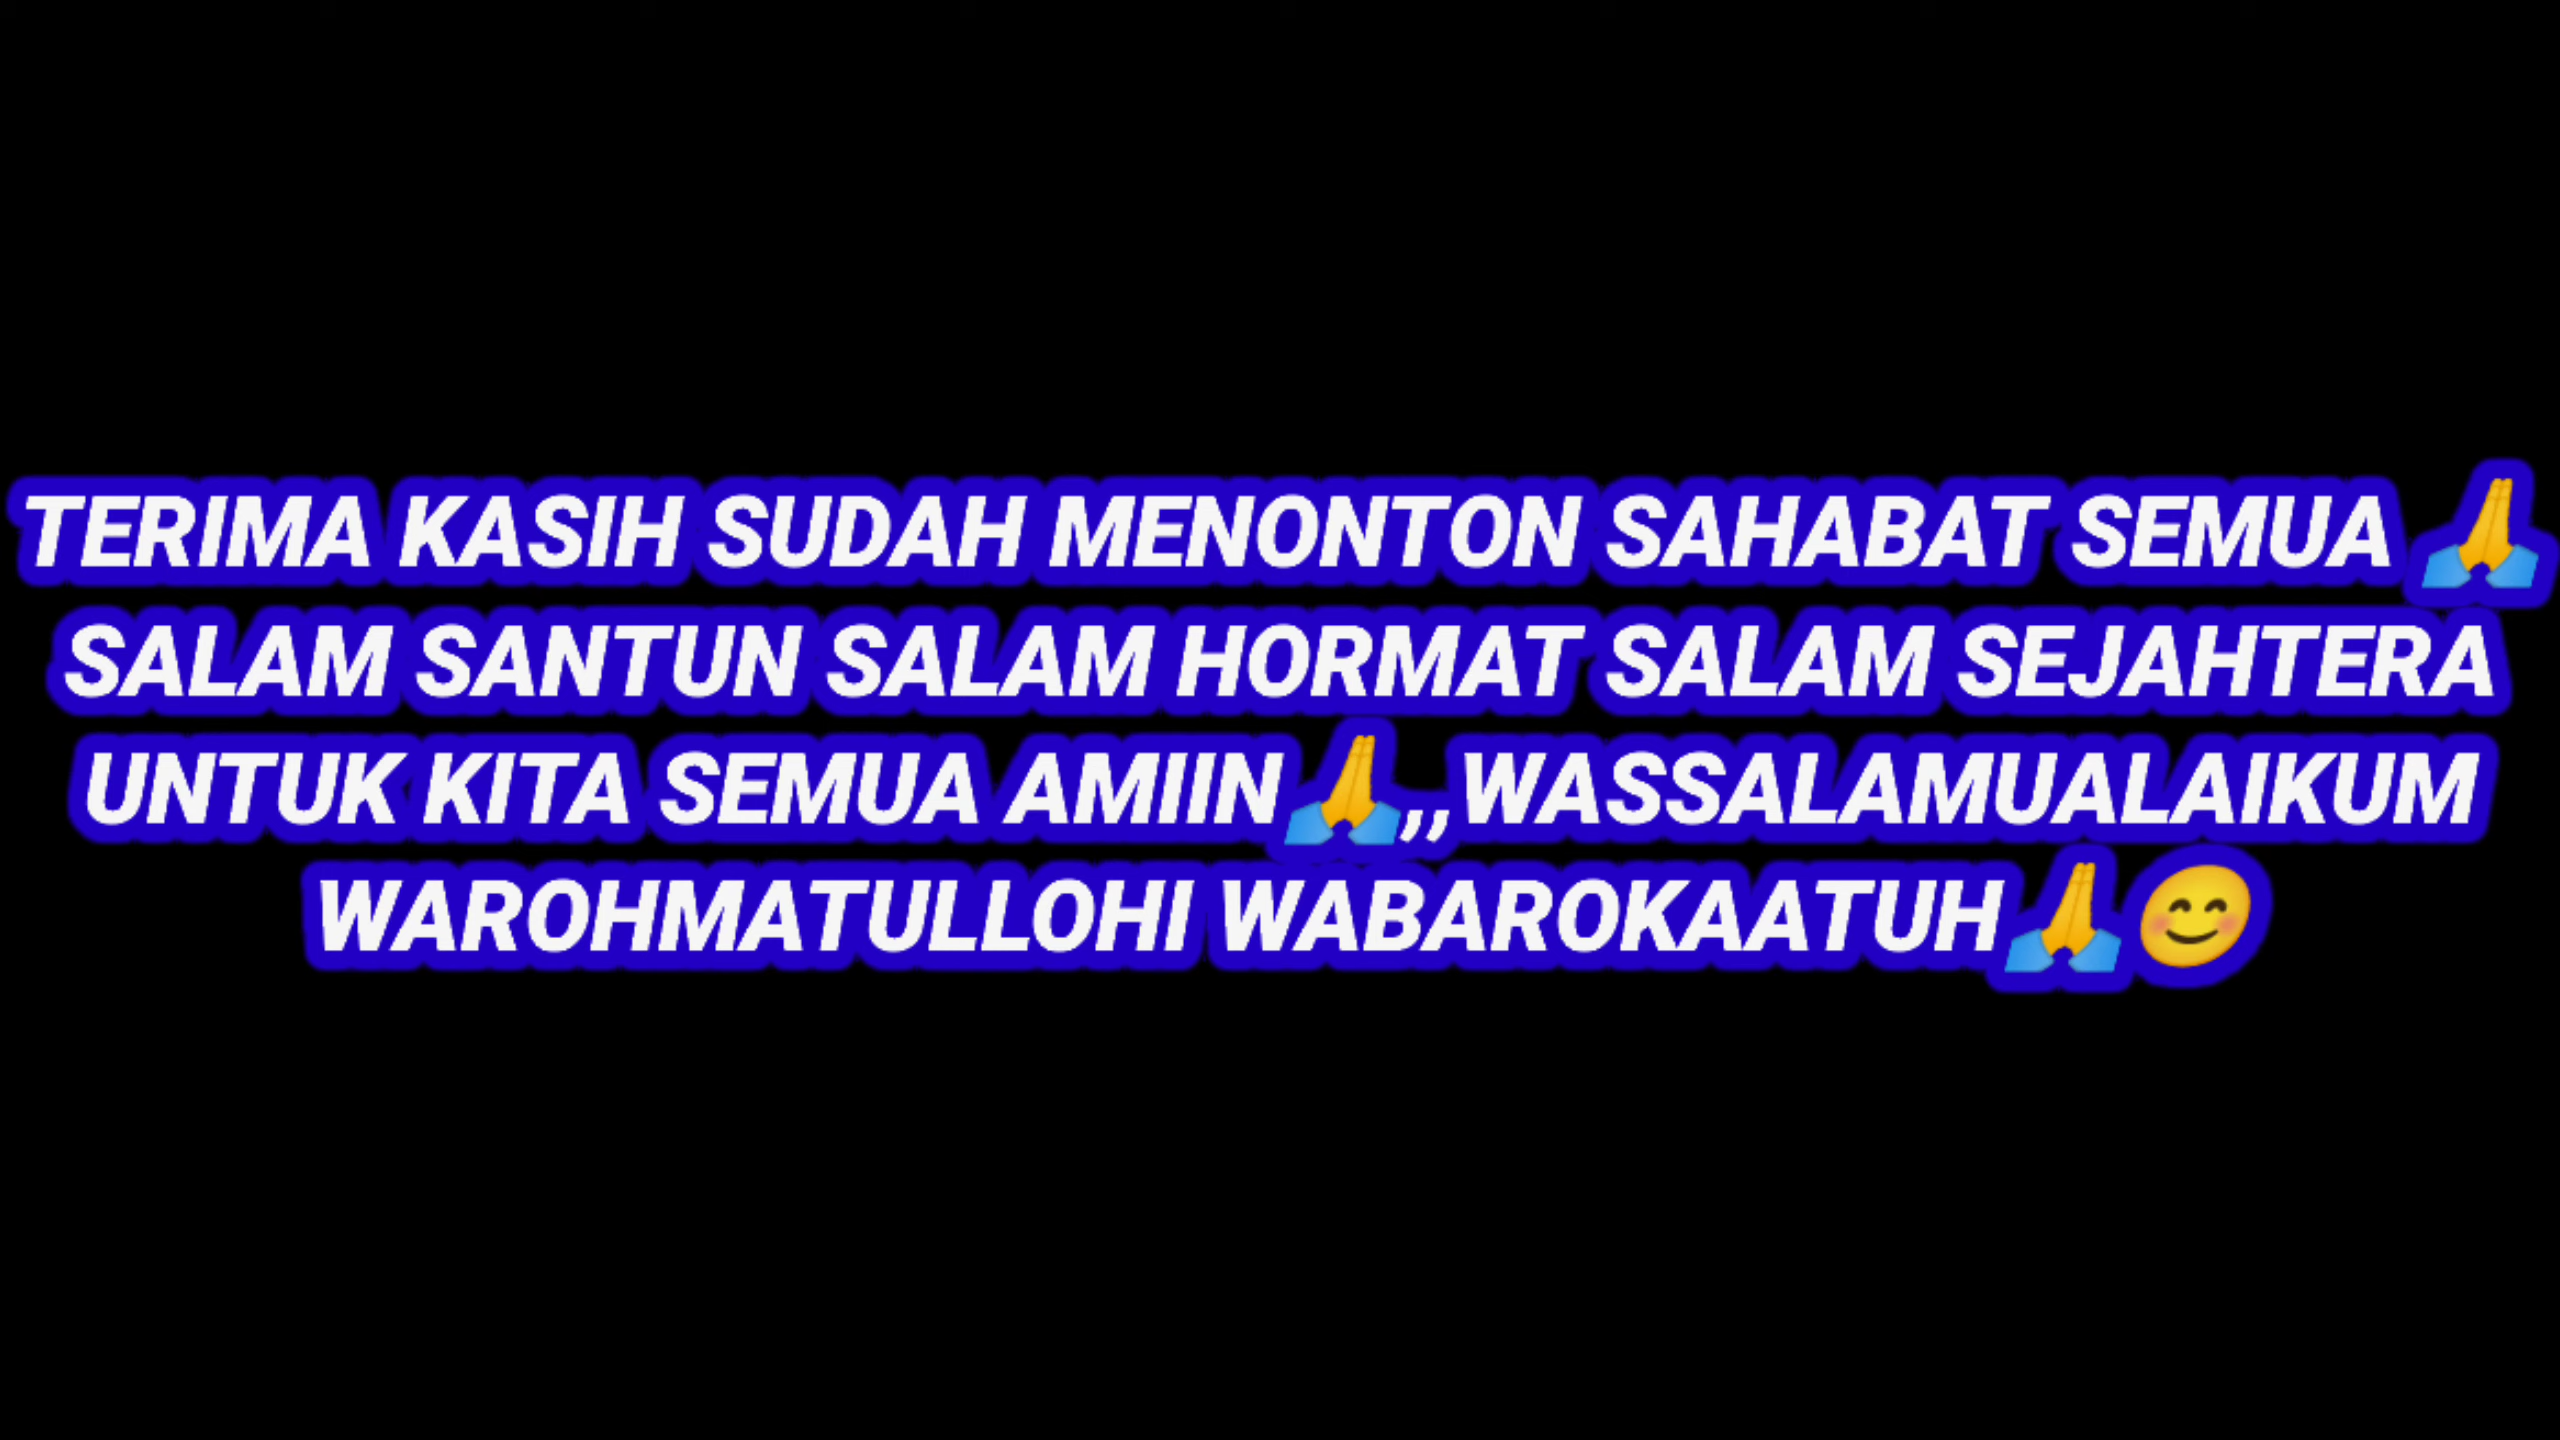 TERIMA KASIH SUDAH MENONTON SAHABAT SEMUA 🙏
SALAM SANTUN SALAM HORMAT SALAM SEJAHTERA
UNTUK KITA SEMUA AMIIN🙏,,WASSALAMUALAIKUM
WAROHMATULLOHI WABAROKAATUH🙏😊